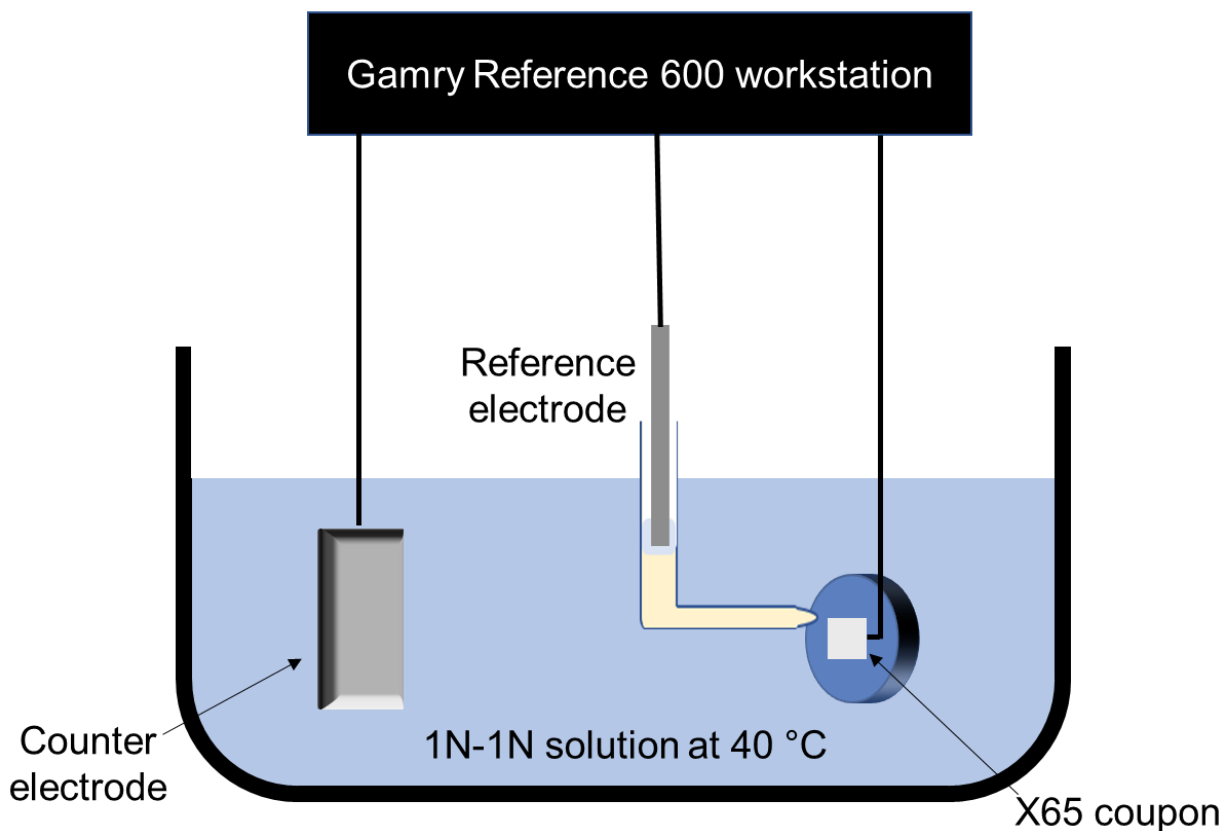 Gamry Reference 600 workstation
Reference
electrode
Counter
electrode
1N-1N solution at 40 °C
X65 coupon